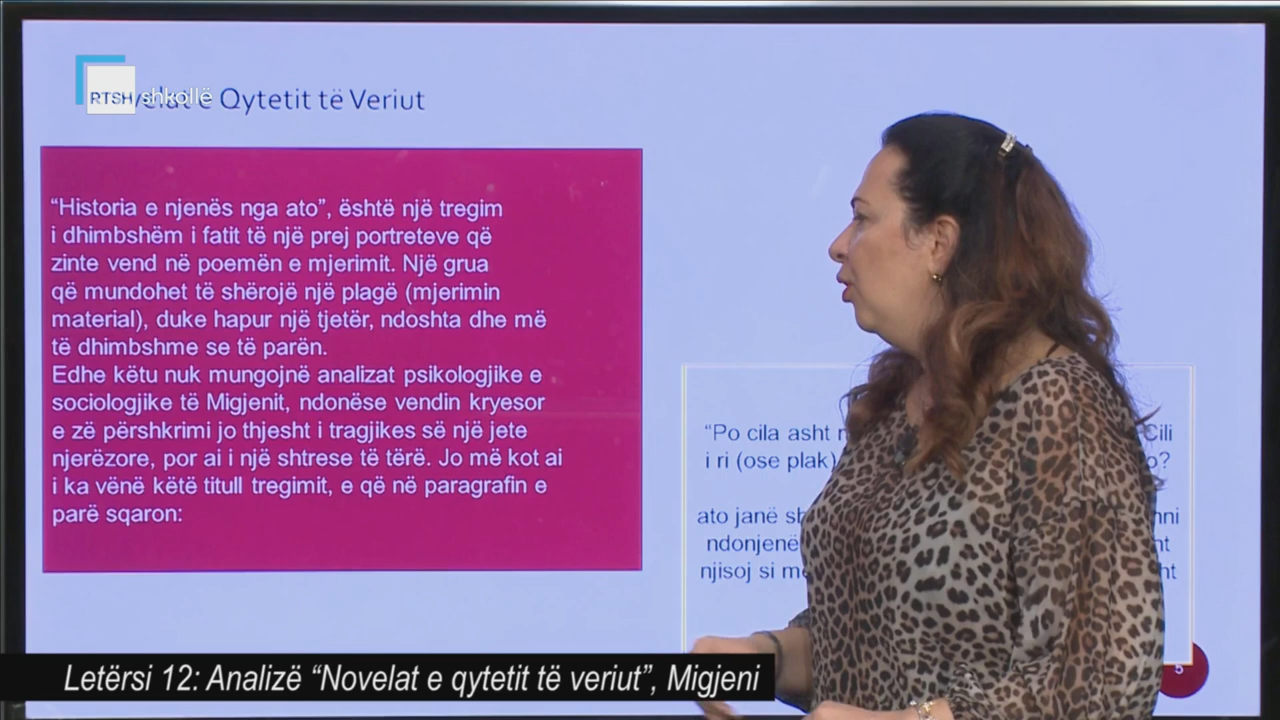 RTSH shkollë
Qytetit të Veriut
“Historia e njenës nga ato”, është një tregim
i dhimbshëm i fatit të një prej portreteve që
zinte vend në poemën e mjerimit. Një grua
që mundohet të shërojë një plagë (mjerimin
material), duke hapur një tjetër, ndoshta dhe më
të dhimbshme se të parën.
Edhe këtu nuk mungojnë analizat psikologjike e
sociologjike të Migjenit, ndonëse vendin kryesor
e zë përshkrimi jo thjesht i tragjikes së një jete
njerëzore, por ai i një shtrese të tërë. Jo më kot ai
i ka vënë këtë titull tregimit, e që në paragrafin e
parë sqaron:
“Po cila asht Cili
i ri (ose plak)
ato janë
ndonjenë
njisoj si
5
Letërsi 12: Analizë “Novelat e qytetit të veriut”, Migjeni